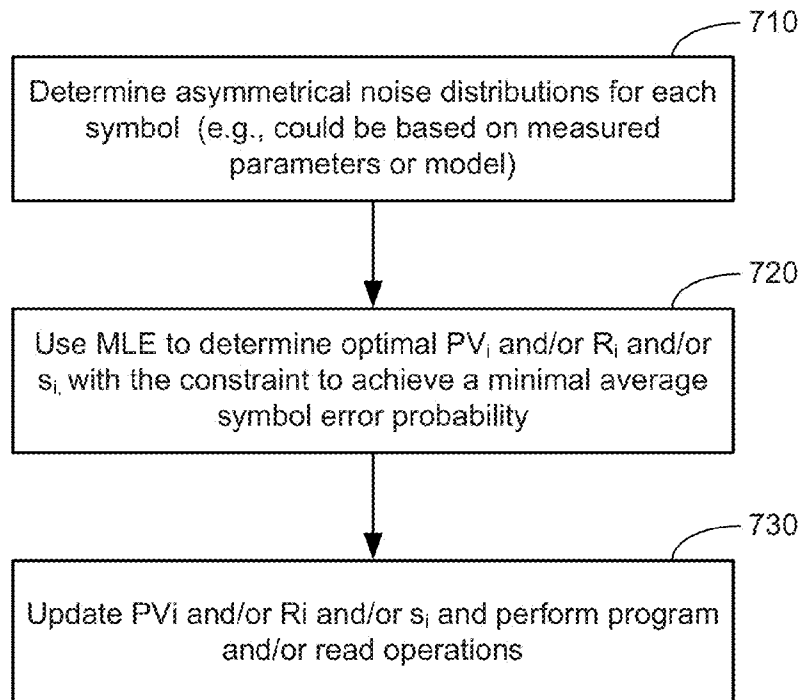 710
Determine asymmetrical noise distributions for each
symbol (e.g., could be based on measured
parameters or model)
720
Use MLE to determine optimal PVᵢ and/or Rᵢ and/or
sᵢ, with the constraint to achieve a minimal average
symbol error probability
730
Update PVi and/or Ri and/or sᵢ and perform program
and/or read operations